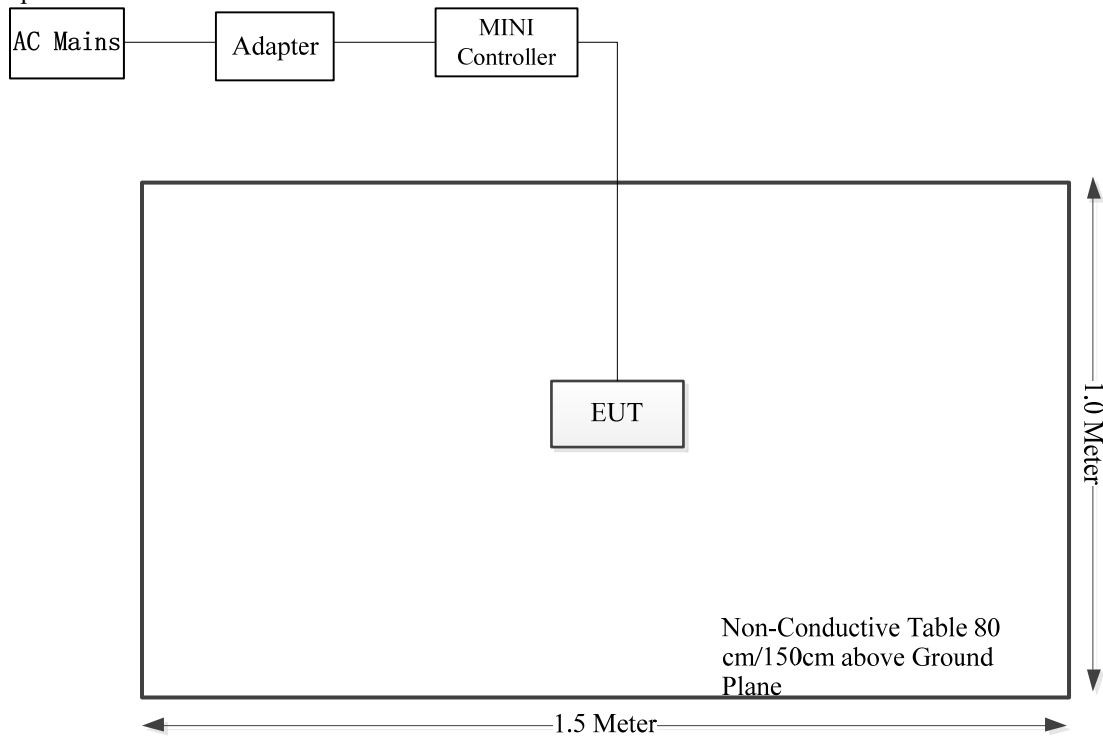 AC Mains
Adapter
MINI
Controller
EUT
1.0 Meter
Non-Conductive Table 80
cm/150cm above Ground
Plane
1.5 Meter